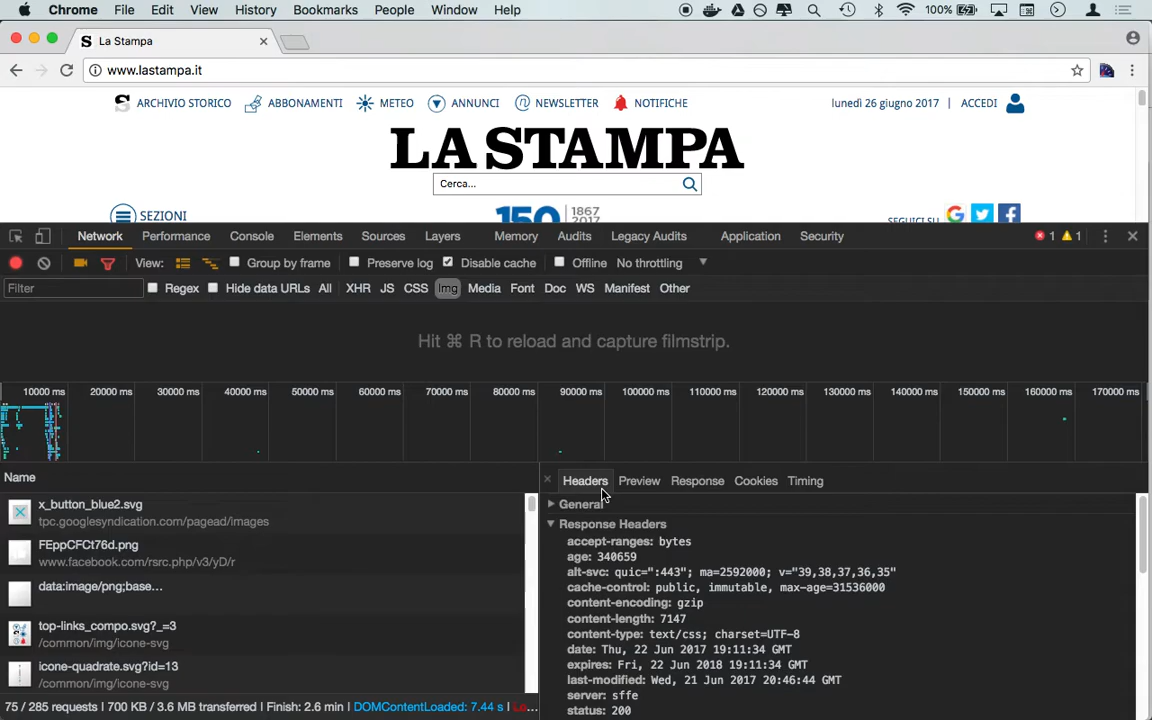 Chrome File Edit View History Bookmarks People Window Help 100%
La Stampa
www.lastampa.it
ARCHIVIO STORICO ABBONAMENTI METEO ANNUNCI NEWSLETTER NOTIFICHE lunedì 26 giugno 2017 | ACCEDI
LA STAMPA
Cerca...
SEZIONI 150 1867 2017 SEGUICI SU
Network Performance Console Elements Sources Layers Memory Audits Legacy Audits Application Security 1 1
View: Group by frame Preserve log Disable cache Offline No throttling
Filter Regex Hide data URLs All XHR JS CSS Img Media Font Doc WS Manifest Other
Hit ⌘ R to reload and capture filmstrip.
10000 ms 20000 ms 30000 ms 40000 ms 50000 ms 60000 ms 70000 ms 80000 ms 90000 ms 100000 ms 110000 ms 120000 ms 130000 ms 140000 ms 150000 ms 160000 ms 170000 ms
Name
x_button_blue2.svg
tpc.googlesyndication.com/pagead/images
FEppCFCt76d.png
www.facebook.com/rsrc.php/v3/yD/r
data:image/png;base...
top-links_compo.svg?_=3
/common/img/icone-svg
icone-quadrate.svg?id=13
/common/img/icone-svg
75 / 285 requests | 700 KB / 3.6 MB transferred | Finish: 2.6 min | DOMContentLoaded: 7.44 s | Lo...
Headers Preview Response Cookies Timing
General
Response Headers
accept-ranges: bytes
age: 340659
alt-svc: quic=":443"; ma=2592000; v="39,38,37,36,35"
cache-control: public, immutable, max-age=31536000
content-encoding: gzip
content-length: 7147
content-type: text/css; charset=UTF-8
date: Thu, 22 Jun 2017 19:11:34 GMT
expires: Fri, 22 Jun 2018 19:11:34 GMT
last-modified: Wed, 21 Jun 2017 20:46:44 GMT
server: sffe
status: 200